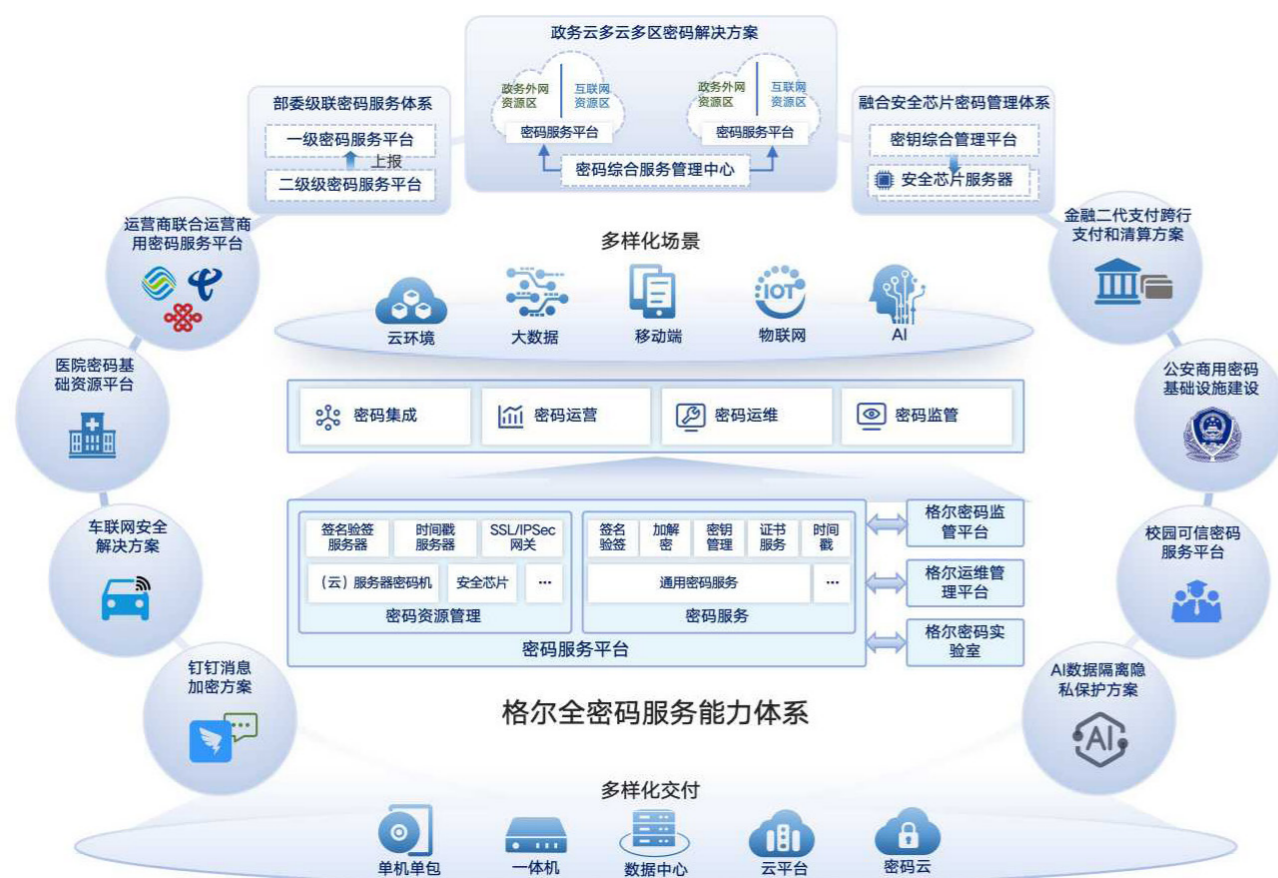 政务云多云多区密码解决方案
政务外网
资源区
互联网
资源区
密码服务平台
政务外网
资源区
互联网
资源区
密码服务平台
密码综合服务管理中心
部委级联密码服务体系
一级密码服务平台
上报
二级级密码服务平台
融合安全芯片密码管理体系
密钥综合管理平台
安全芯片服务器
运营商联合运营商
用密码服务平台
金融二代支付跨行
支付和清算方案
多样化场景
云环境
大数据
移动端
IOT
物联网
AI
医院密码基
础资源平台
公安商用密码
基础设施建设
密码集成
密码运营
密码运维
密码监管
车联网安全
解决方案
校园可信密码
服务平台
签名验签
服务器
时间戳
服务器
SSL/IPSec
网关
(云)服务器密码机
安全芯片
...
密码资源管理
签名
验签
加解
密
密钥
管理
证书
服务
时间
戳
通用密码服务
...
密码服务
密码服务平台
格尔密码监
管平台
格尔运维管
理平台
格尔密码实
验室
钉钉消息
加密方案
AI数据隔离隐
私保护方案
AI
格尔全密码服务能力体系
多样化交付
单机单包
一体机
数据中心
云平台
密码云